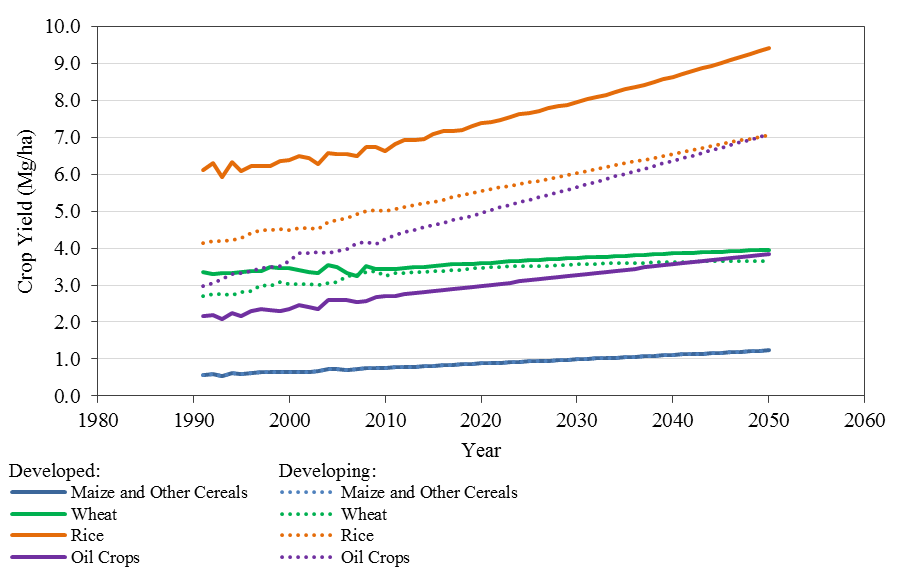 10.0
9.0
8.0
7.0
6.0
5.0
4.0
3.0
2.0
1.0
0.0
Crop Yield (Mg/ha)
1980 1990 2000 2010 2020 2030 2040 2050 2060
Year
Developed: Developing:
Maize and Other Cereals Maize and Other Cereals
Wheat Wheat
Rice Rice
Oil Crops Oil Crops